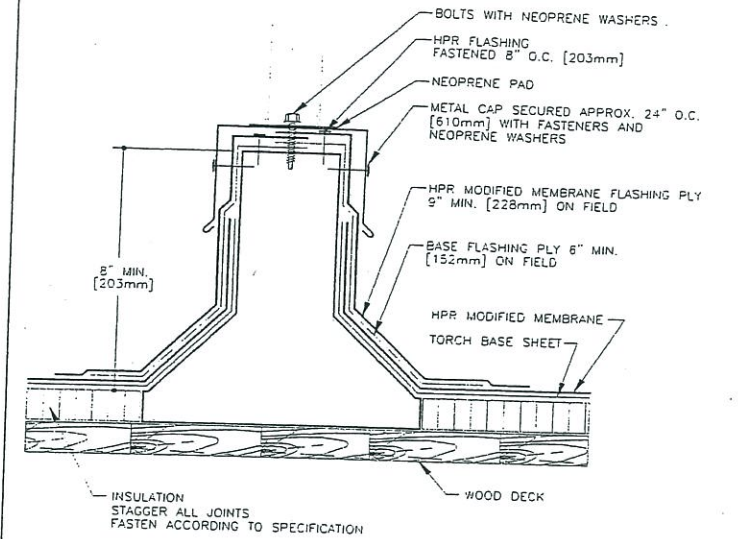 BOLTS WITH NEOPRENE WASHERS .
HPR FLASHING
FASTENED 8" O.C. [203mm]
NEOPRENE PAD
METAL CAP SECURED APPROX. 24" O.C.
[610mm] WITH FASTENERS AND
NEOPRENE WASHERS
HPR MODIFIED MEMBRANE FLASHING PLY
9" MIN. [228mm] ON FIELD
BASE FLASHING PLY 6" MIN.
[152mm] ON FIELD
8" MIN.
[203mm]
HPR MODIFIED MEMBRANE
TORCH BASE SHEET
INSULATION
STAGGER ALL JOINTS
FASTEN ACCORDING TO SPECIFICATION
WOOD DECK